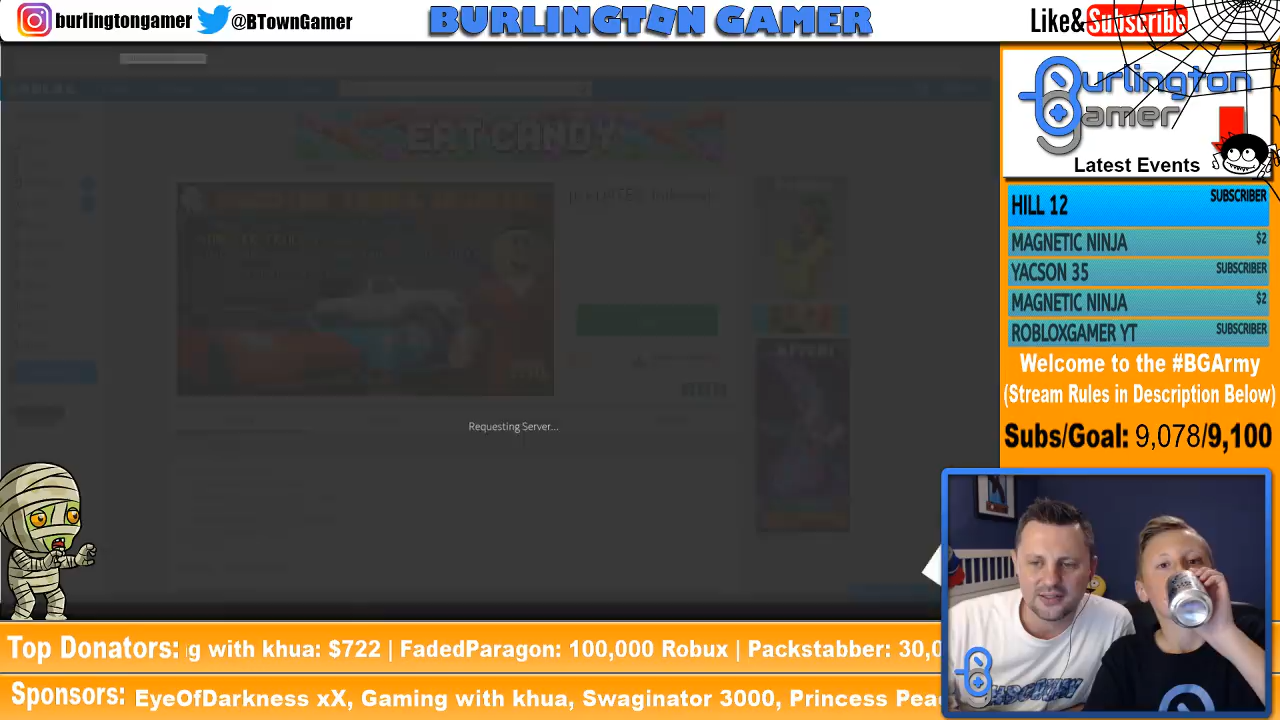 burlingtongamer @BTownGamer
BURLINGTON GAMER
Like& Subscribe
Burlington
Gamer
Latest Events
HILL 12 SUBSCRIBER
MAGNETIC NINJA $2
YACSON 35 SUBSCRIBER
MAGNETIC NINJA $2
ROBLOXGAMER YT SUBSCRIBER
Welcome to the #BGArmy
(Stream Rules in Description Below)
Subs/Goal: 9,078/9,100
EAT CANDY
Requesting Server...
Top Donators: g with khua: $722 | FadedParagon: 100,000 Robux | Packstabber: 30,0
Sponsors: EyeOfDarkness xX, Gaming with khua, Swaginator 3000, Princess Pea